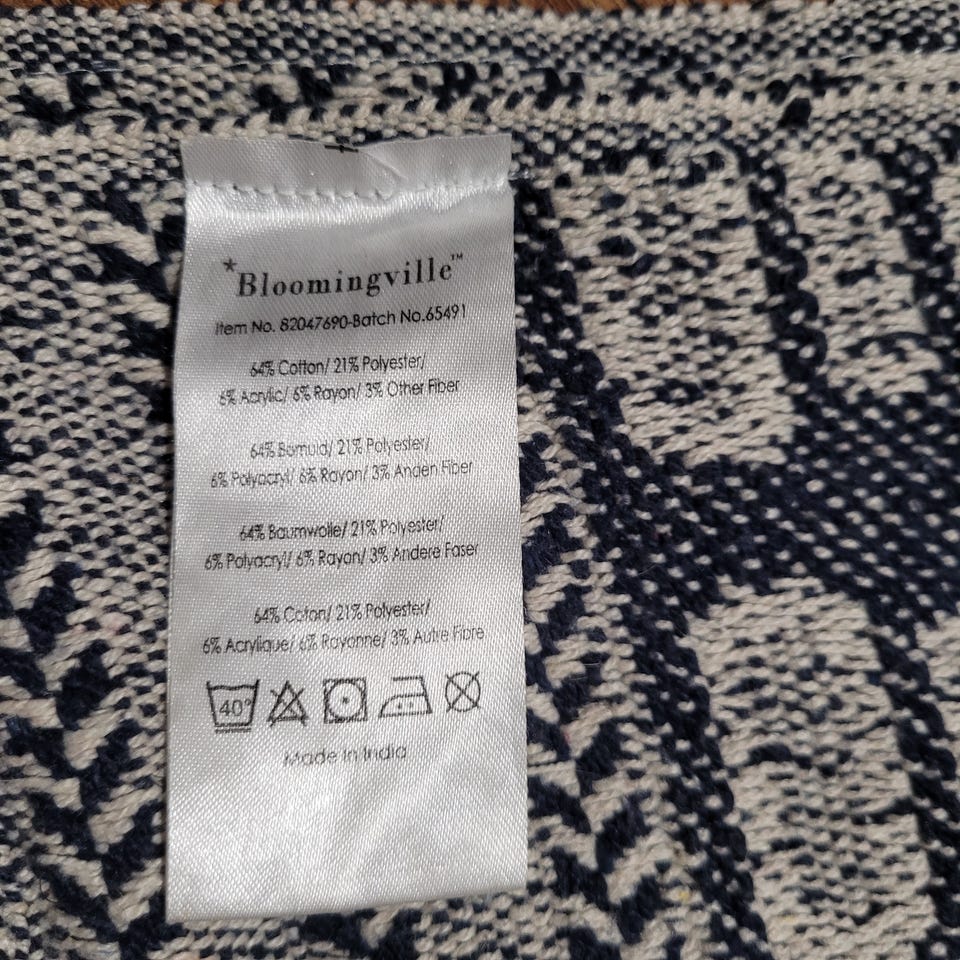 *Bloomingville™
Item No. 82047690-Batch No.65491
64% Cotton/ 21% Polyester/
6% Acrylic/ 6% Rayon/ 3% Other Fiber
64% Bomuld/ 21% Polyester/
6% Polyacryl/ 6% Rayon/ 3% Anden Fiber
64% Baumwolle/ 21% Polyester/
6% Polyacryl/ 6% Rayon/ 3% Andere Faser
64% Coton/ 21% Polyester/
6% Acrylique/ 6% Rayonne/ 3% Autre Fibre
40°
Made in India